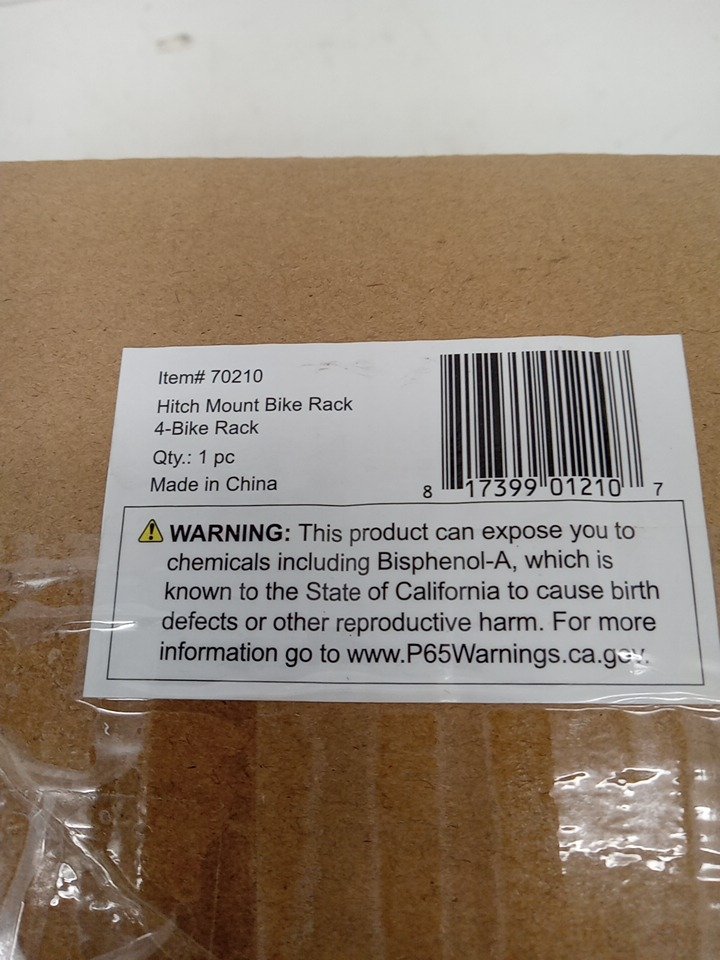 Item# 70210
Hitch Mount Bike Rack
4-Bike Rack
Qty.: 1 pc
Made in China
8 17399 01210 7
WARNING: This product can expose you to
chemicals including Bisphenol-A, which is
known to the State of California to cause birth
defects or other reproductive harm. For more
information go to www.P65Warnings.ca.gov.